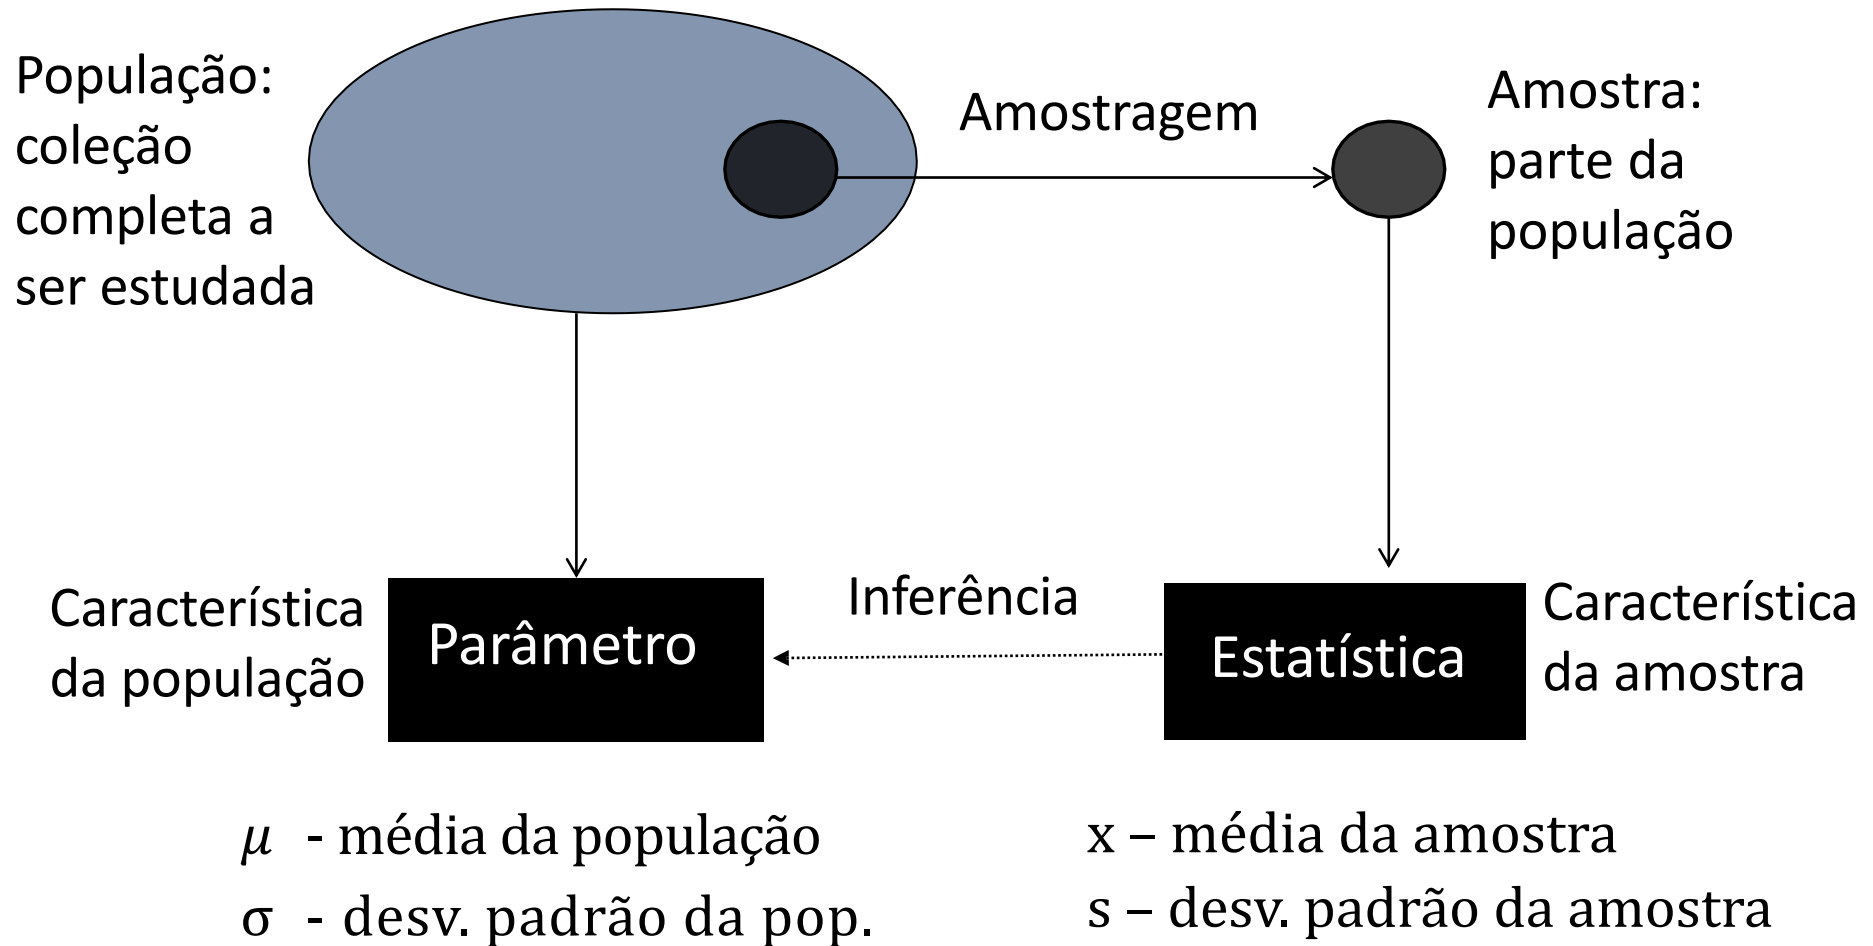 População:
coleção
completa a
ser estudada
Amostragem
Amostra:
parte da
população
Característica
da população
Parâmetro
Inferência
Estatística
Característica
da amostra
μ - média da população
σ - desv. padrão da pop.
x – média da amostra
s – desv. padrão da amostra